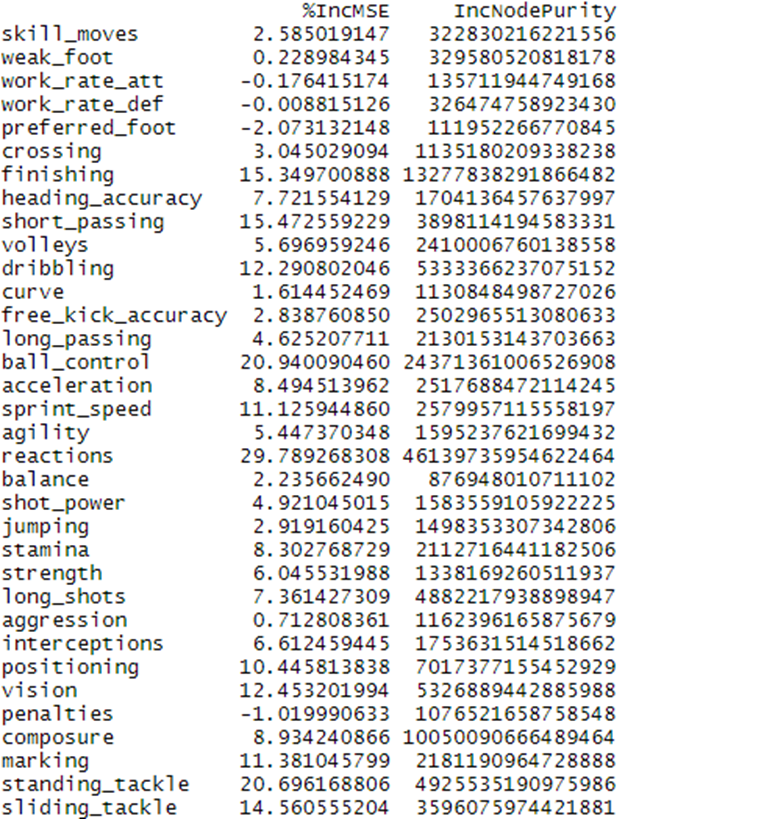 %IncMSE IncNodePurity
skill_moves 2.585019147 322830216221556
weak_foot 0.228984345 329580520818178
work_rate_att -0.176415174 135711944749168
work_rate_def -0.008815126 326474758923430
preferred_foot -2.073132148 111952266770845
crossing 3.045029094 1135180209338238
finishing 15.349700888 13277838291866482
heading_accuracy 7.721554129 1704136457637997
short_passing 15.472559229 3898114194583331
volleys 5.696959246 2410006760138558
dribbling 12.290802046 5333366237075152
curve 1.614452469 1130848498727026
free_kick_accuracy 2.838760850 2502965513080633
long_passing 4.625207711 2130153143703663
ball_control 20.940090460 24371361006526908
acceleration 8.494513962 2517688472114245
sprint_speed 11.125944860 2579957115558197
agility 5.447370348 1595237621699432
reactions 29.789268308 46139735954622464
balance 2.235662490 876948010711102
shot_power 4.921045015 1583559105922225
jumping 2.919160425 1498353307342806
stamina 8.302768729 2112716441182506
strength 6.045531988 1338169260511937
long_shots 7.361427309 4882217938898947
aggression 0.712808361 1162396165875679
interceptions 6.612459445 1753631514518662
positioning 10.445813838 7017377155452929
vision 12.453201994 5326889442885988
penalties -1.019990633 1076521658758548
composure 8.934240866 10050090666489464
marking 11.381045799 2181190964728888
standing_tackle 20.696168806 4925535190975986
sliding_tackle 14.560555204 3596075974421881